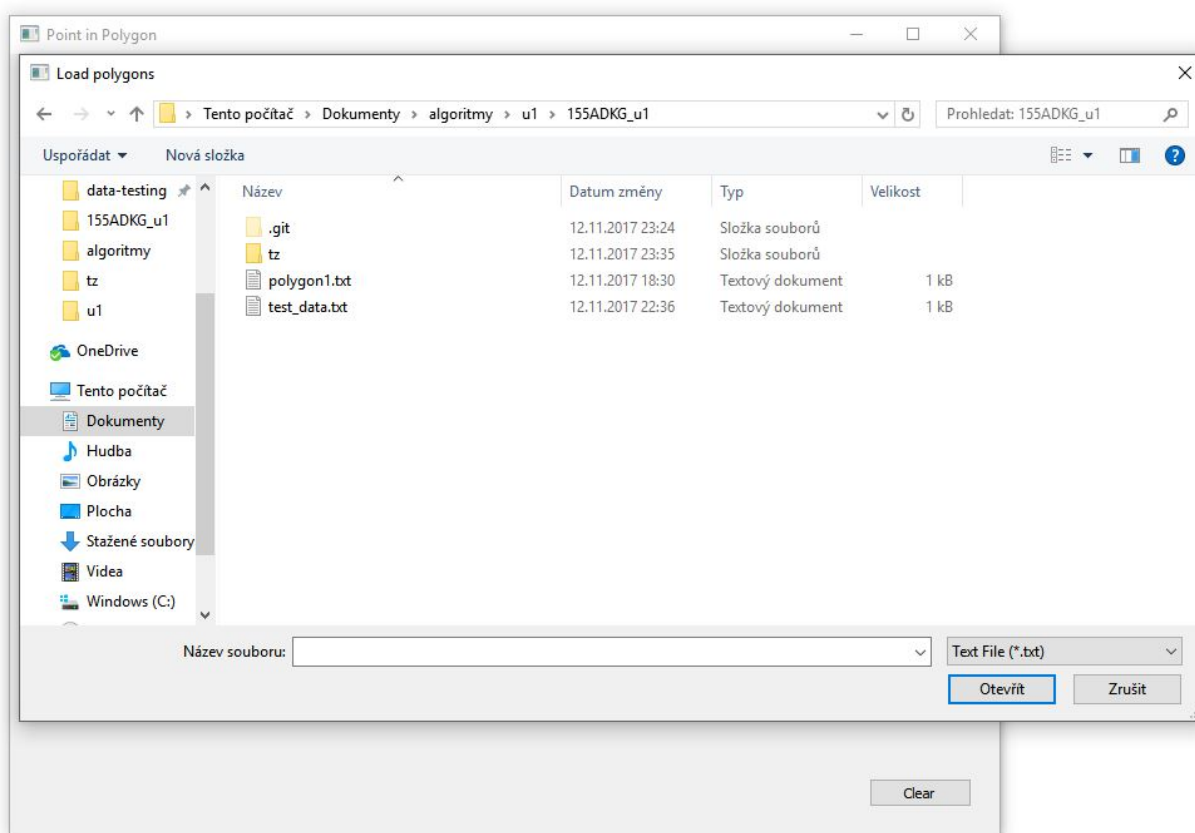 Point in Polygon
Load polygons
Tento počítač › Dokumenty › algoritmy › u1 › 155ADKG_u1
Prohledat: 155ADKG_u1
Uspořádat Nová složka
data-testing
155ADKG_u1
algoritmy
tz
u1
OneDrive
Tento počítač
Dokumenty
Hudba
Obrázky
Plocha
Stažené soubory
Videa
Windows (C:)
Název Datum změny Typ Velikost
.git 12.11.2017 23:24 Složka souborů
tz 12.11.2017 23:35 Složka souborů
polygon1.txt 12.11.2017 18:30 Textový dokument 1 kB
test_data.txt 12.11.2017 22:36 Textový dokument 1 kB
Název souboru: Text File (*.txt)
Otevřít Zrušit
Clear